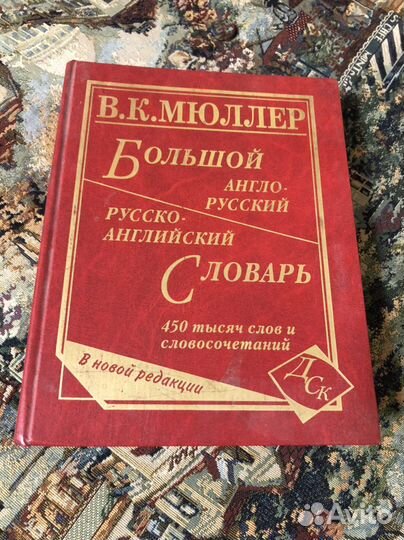 В.К.МЮЛЛЕР
БОЛЬШОЙ
АНГЛО-
РУССКИЙ
РУССКО-
АНГЛИЙСКИЙ
СЛОВАРЬ
450 тысяч слов и
словосочетаний
В новой редакции
ДСК
Avito